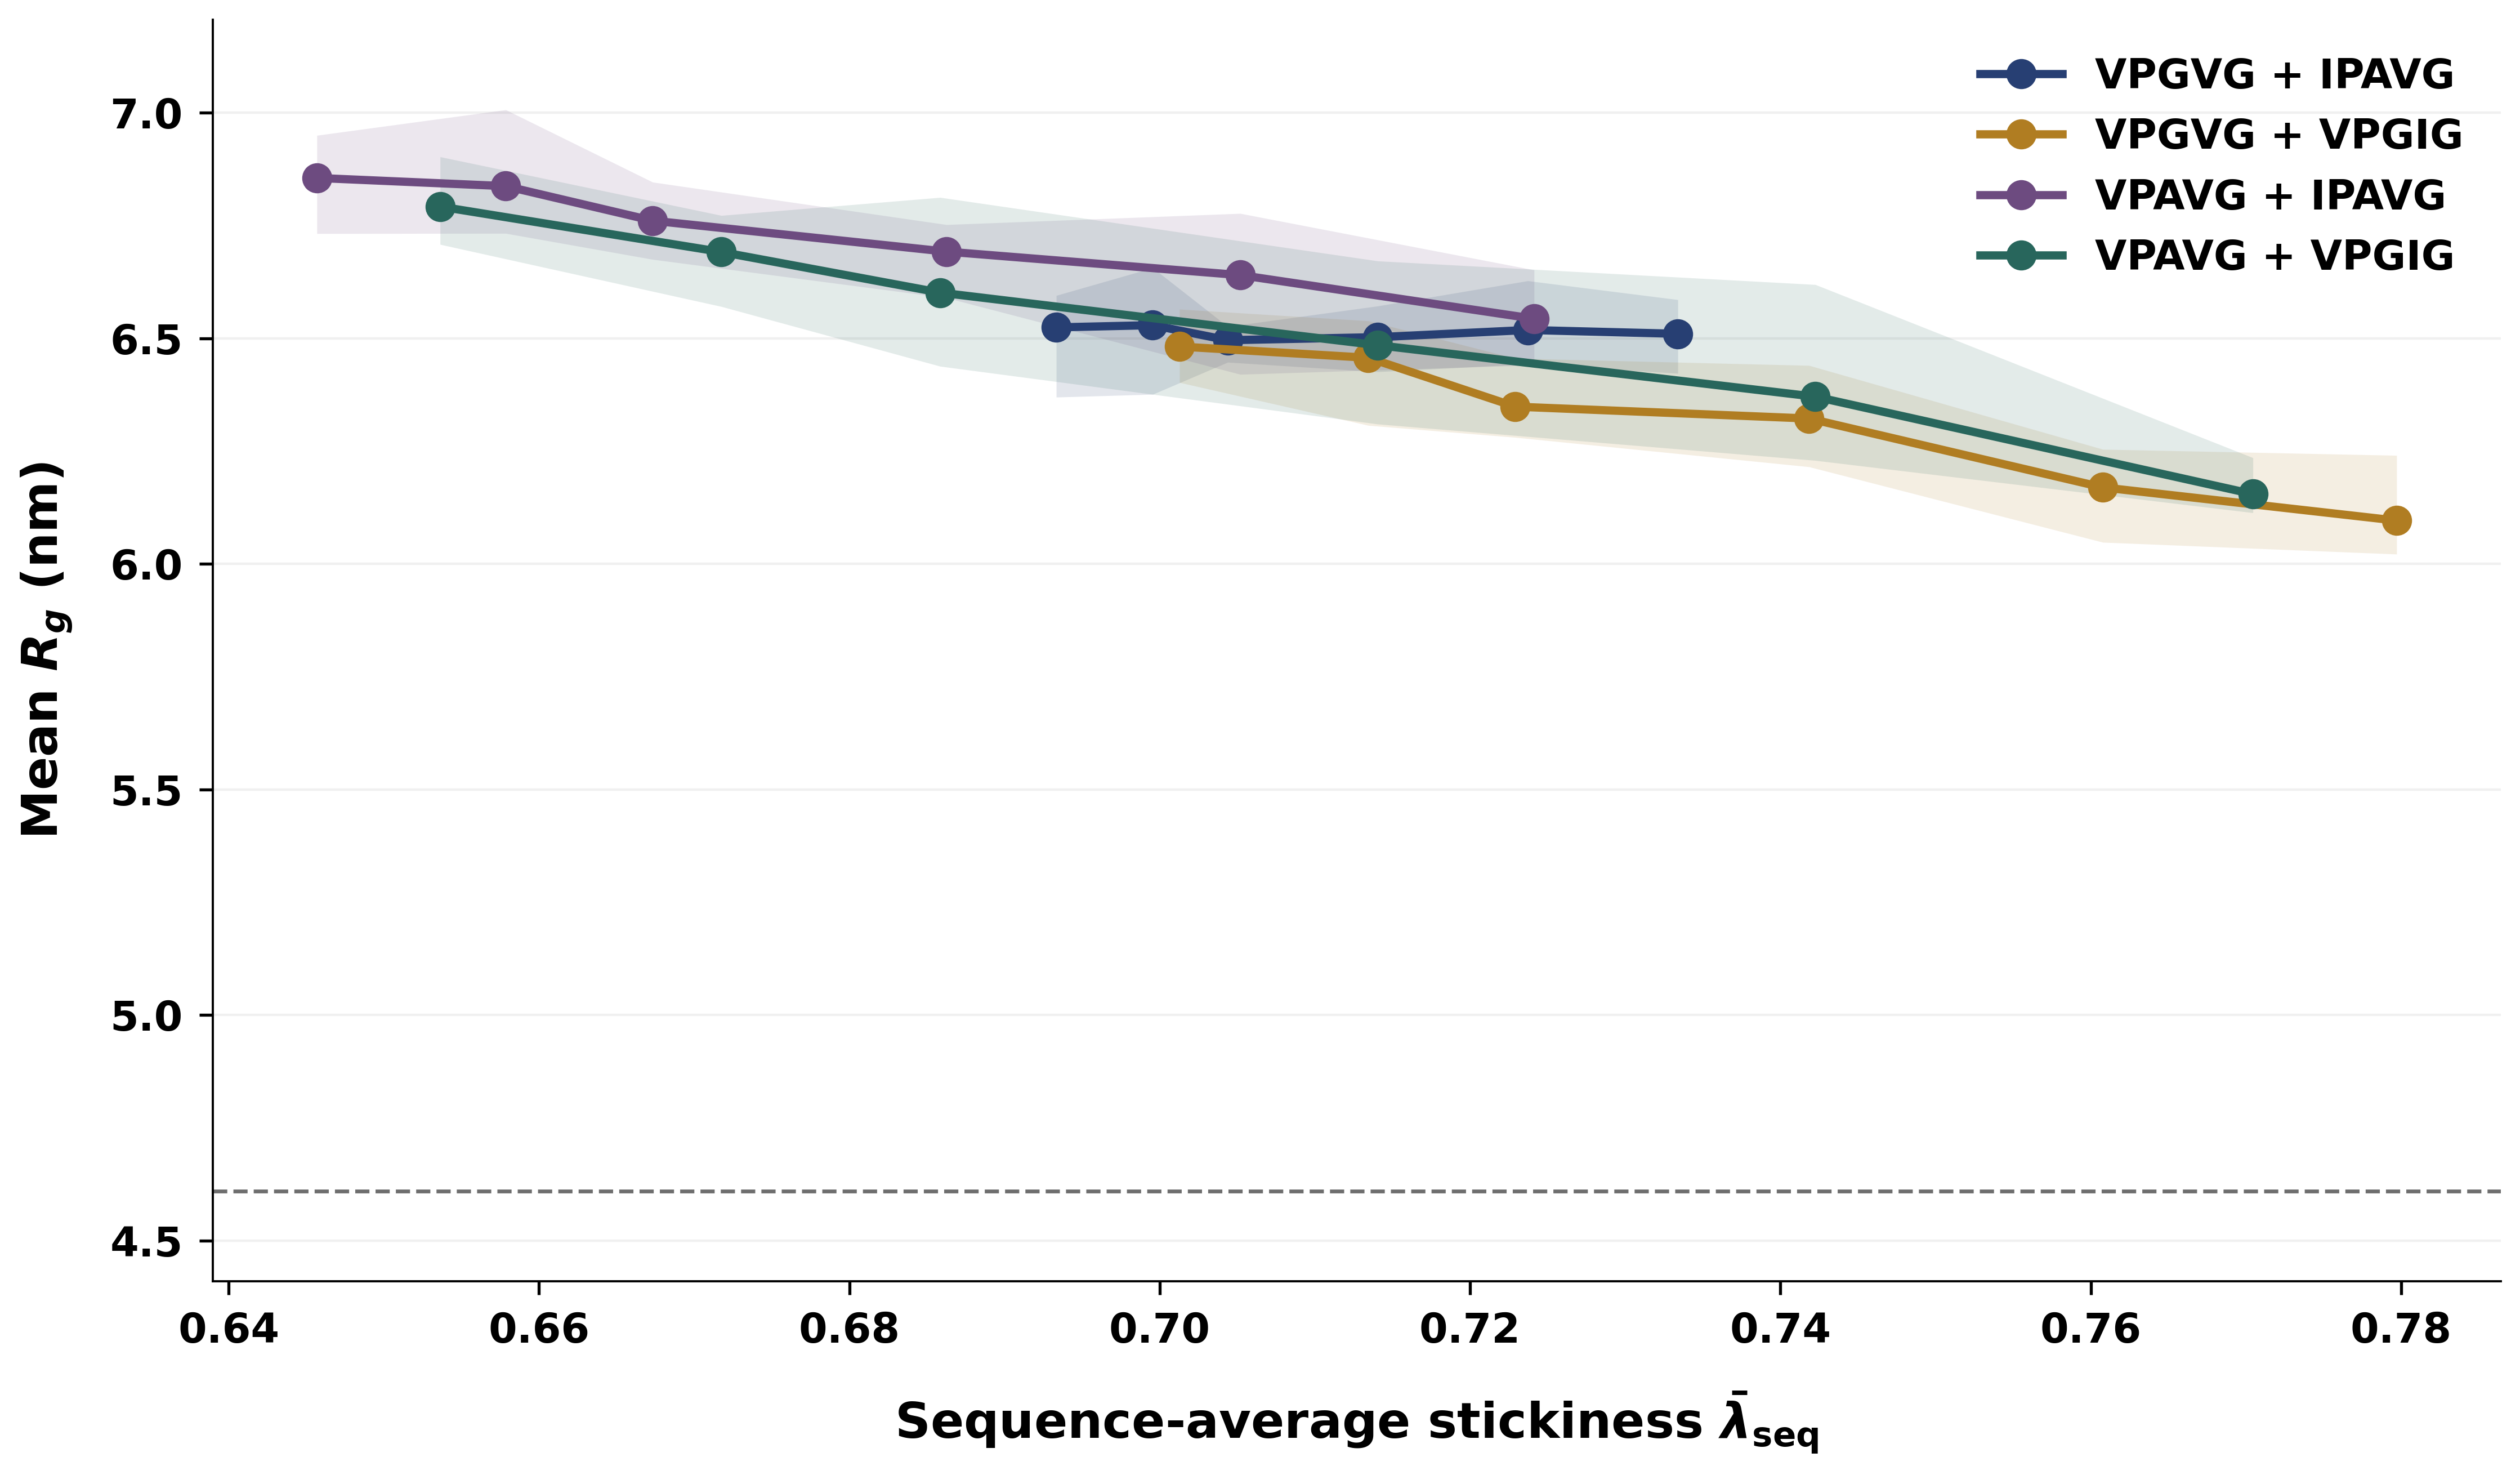 VPGVG + IPAVG
VPGVG + VPGIG
VPAVG + IPAVG
VPAVG + VPGIG
7.0
6.5
6.0
5.5
5.0
4.5
Mean R_g (nm)
0.64 0.66 0.68 0.70 0.72 0.74 0.76 0.78
Sequence-average stickiness λ̄_seq